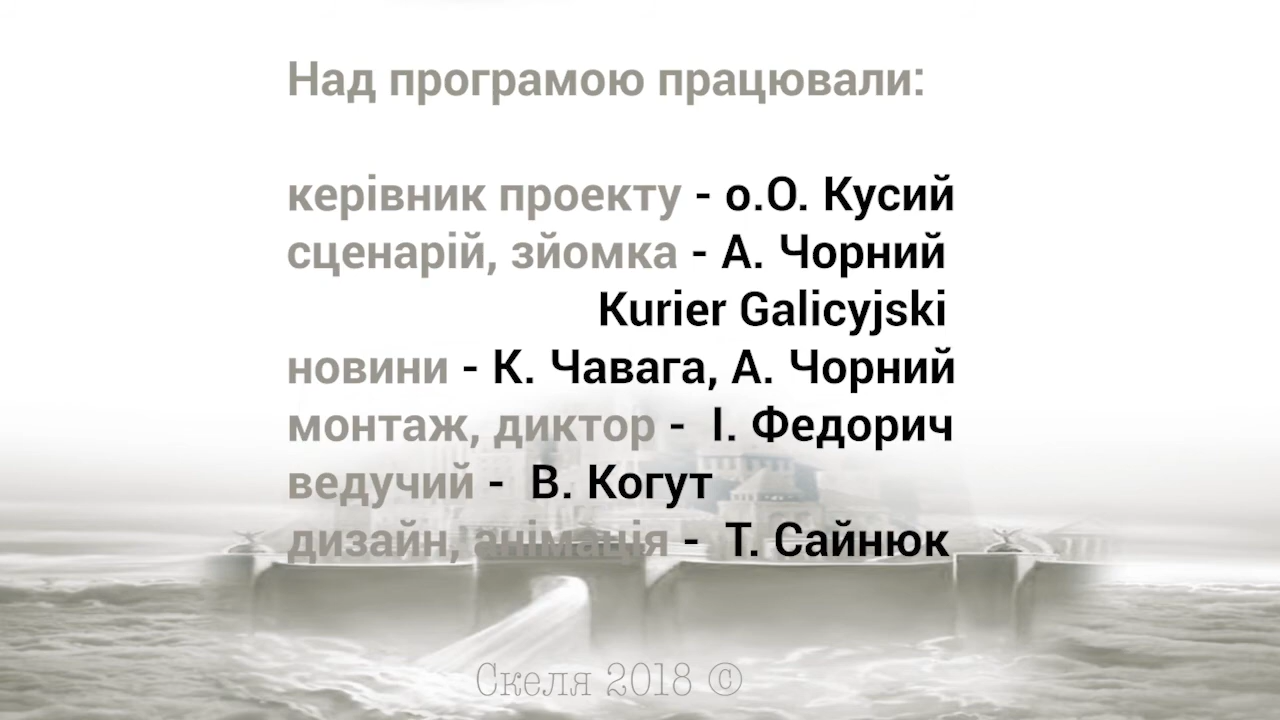 Над програмою працювали:
керівник проекту - о.О. Кусий
сценарій, зйомка - А. Чорний
Kurier Galicyjski
новини - К. Чавага, А. Чорний
монтаж, диктор - І. Федорич
ведучий - В. Когут
дизайн, анімація - Т. Сайнюк
Скеля 2018 ©